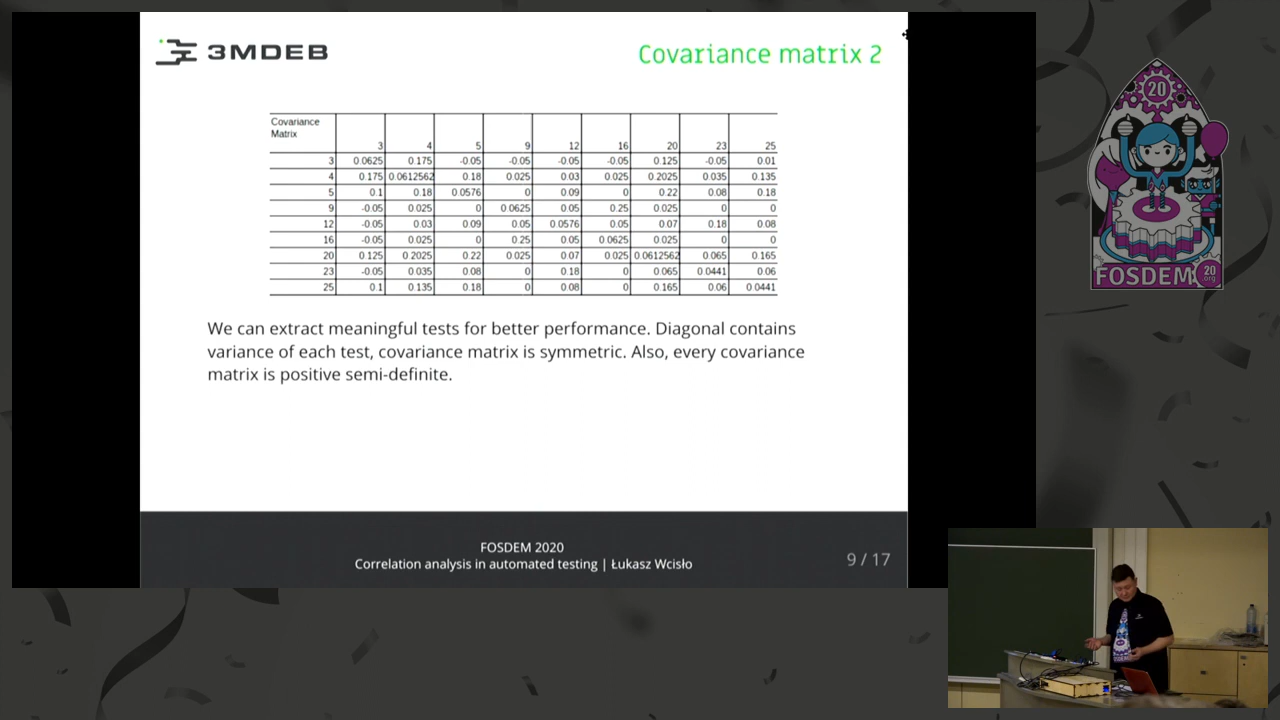 3MDEB
Covariance matrix 2
Covariance
Matrix 3 4 5 9 12 16 20 23 25
3 0.0625 0.175 -0.05 -0.05 -0.05 -0.05 0.125 -0.05 0.01
4 0.175 0.0612562 0.18 0.025 0.03 0.025 0.2025 0.035 0.135
5 0.1 0.18 0.0576 0 0.09 0 0.22 0.08 0.18
9 -0.05 0.025 0 0.0625 0.05 0.25 0.025 0 0
12 -0.05 0.03 0.09 0.05 0.0576 0.05 0.07 0.18 0.08
16 -0.05 0.025 0 0.25 0.05 0.0625 0.025 0 0
20 0.125 0.2025 0.22 0.025 0.07 0.025 0.0612562 0.065 0.165
23 -0.05 0.035 0.08 0 0.18 0 0.065 0.0441 0.06
25 0.1 0.135 0.18 0 0.08 0 0.165 0.06 0.0441
We can extract meaningful tests for better performance. Diagonal contains
variance of each test, covariance matrix is symmetric. Also, every covariance
matrix is positive semi-definite.
FOSDEM 2020
Correlation analysis in automated testing | Łukasz Wcisło
9 / 17
20
FOSDEM
20
.org
FOSDEM